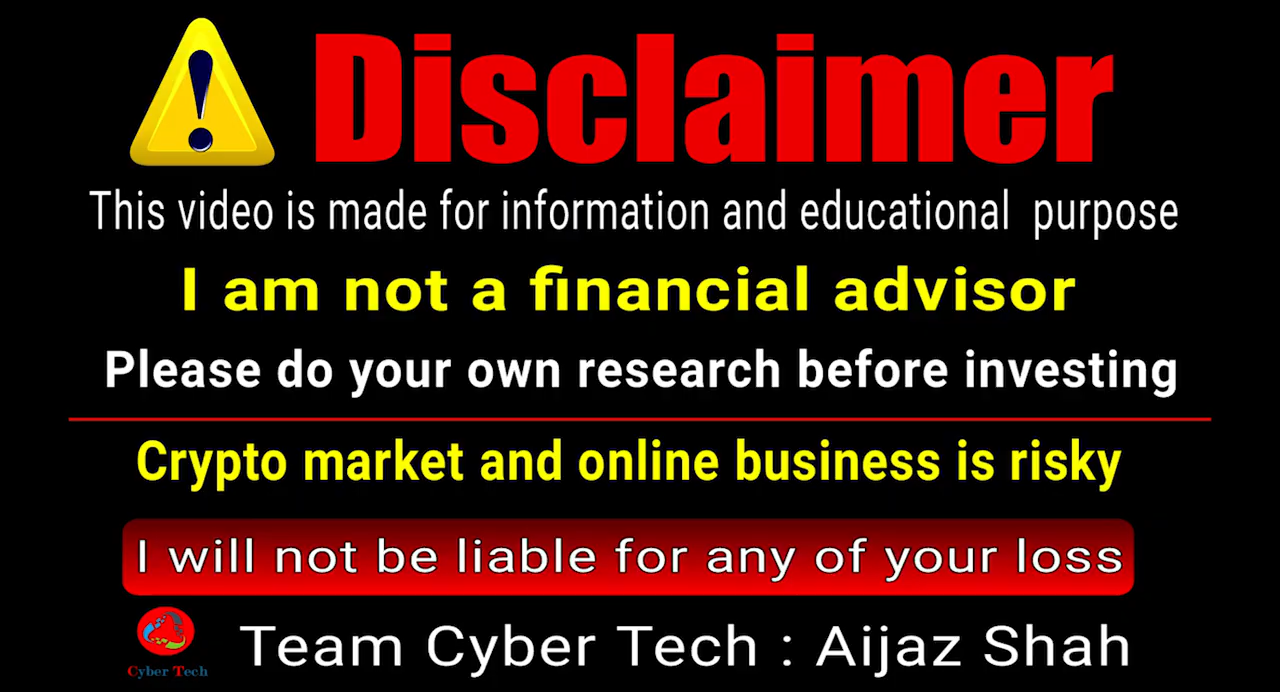 Disclaimer
This video is made for information and educational purpose
I am not a financial advisor
Please do your own research before investing
Crypto market and online business is risky
I will not be liable for any of your loss
Cyber Tech
Team Cyber Tech : Aijaz Shah